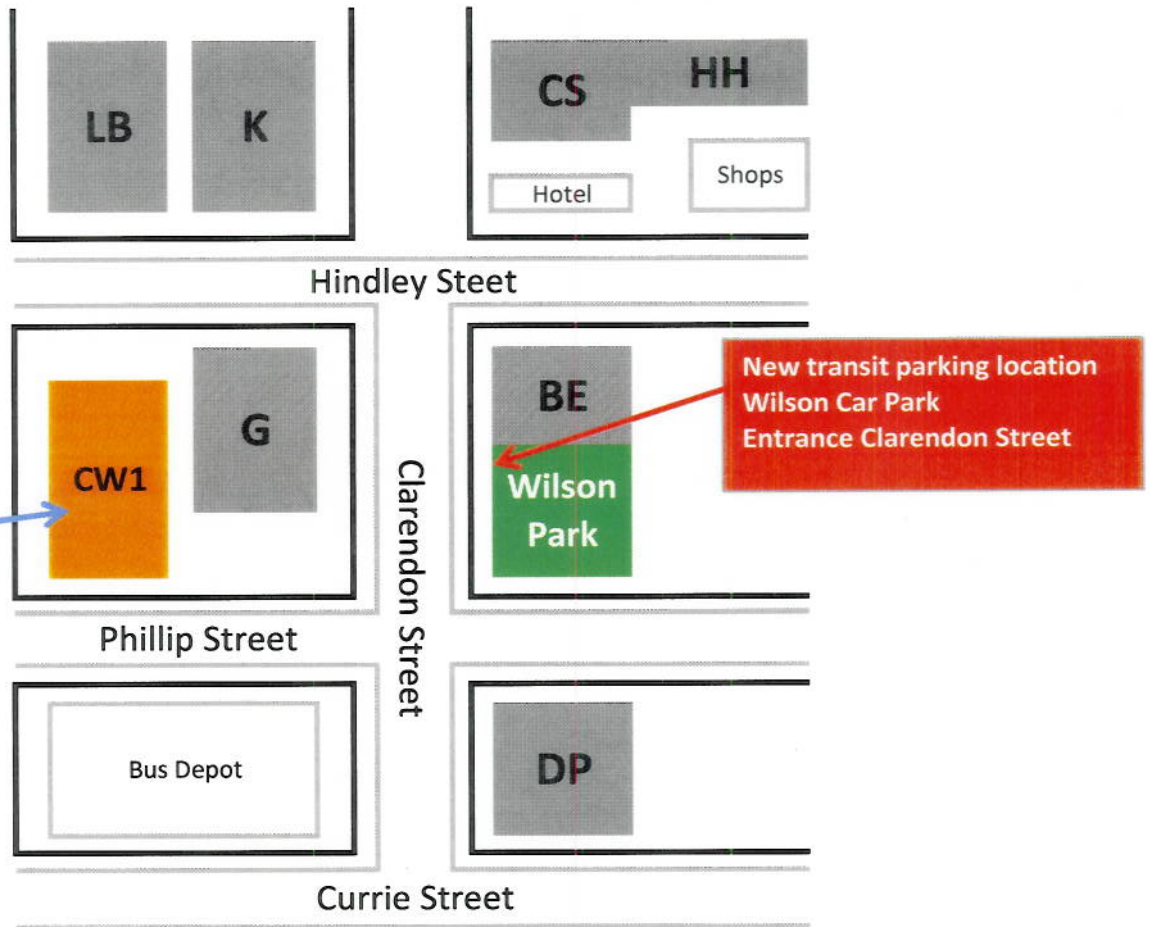 LB
K
CS
HH
Hotel
Shops
Hindley Steet
CW1
G
BE
Wilson
Park
New transit parking location
Wilson Car Park
Entrance Clarendon Street
Clarendon Street
Phillip Street
Bus Depot
DP
Currie Street